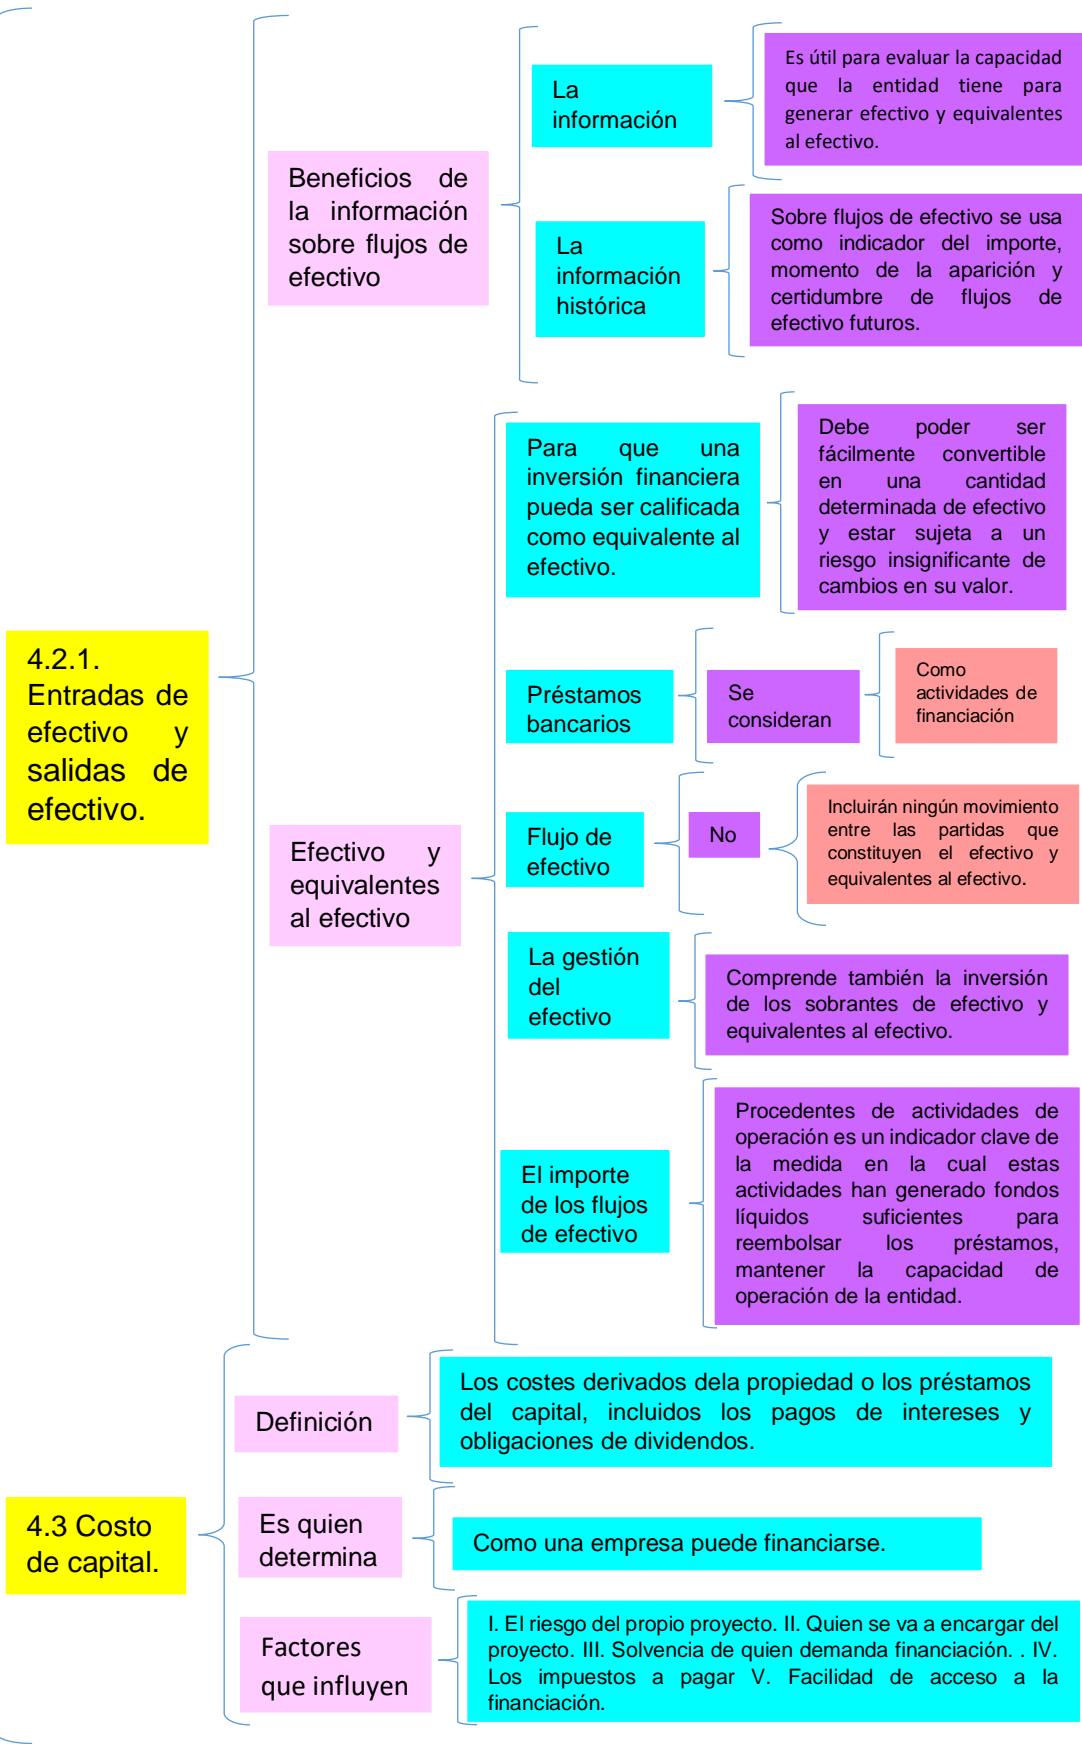 4.2.1.
Entradas de
efectivo y
salidas de
efectivo.
Beneficios de
la información
sobre flujos de
efectivo
La
información
Es útil para evaluar la capacidad
que la entidad tiene para
generar efectivo y equivalentes
al efectivo.
La
información
histórica
Sobre flujos de efectivo se usa
como indicador del importe,
momento de la aparición y
certidumbre de flujos de
efectivo futuros.
Efectivo y
equivalentes
al efectivo
Para que una
inversión financiera
pueda ser calificada
como equivalente al
efectivo.
Debe poder ser
fácilmente convertible
en una cantidad
determinada de efectivo
y estar sujeta a un
riesgo insignificante de
cambios en su valor.
Préstamos
bancarios
Se
consideran
Como
actividades de
financiación
Flujo de
efectivo
No
Incluirán ningún movimiento
entre las partidas que
constituyen el efectivo y
equivalentes al efectivo.
La gestión
del
efectivo
Comprende también la inversión
de los sobrantes de efectivo y
equivalentes al efectivo.
El importe
de los flujos
de efectivo
Procedentes de actividades de
operación es un indicador clave de
la medida en la cual estas
actividades han generado fondos
líquidos suficientes para
reembolsar los préstamos,
mantener la capacidad de
operación de la entidad.
4.3 Costo
de capital.
Definición
Los costes derivados dela propiedad o los préstamos
del capital, incluidos los pagos de intereses y
obligaciones de dividendos.
Es quien
determina
Como una empresa puede financiarse.
Factores
que influyen
I. El riesgo del propio proyecto. II. Quien se va a encargar del
proyecto. III. Solvencia de quien demanda financiación. . IV.
Los impuestos a pagar V. Facilidad de acceso a la
financiación.